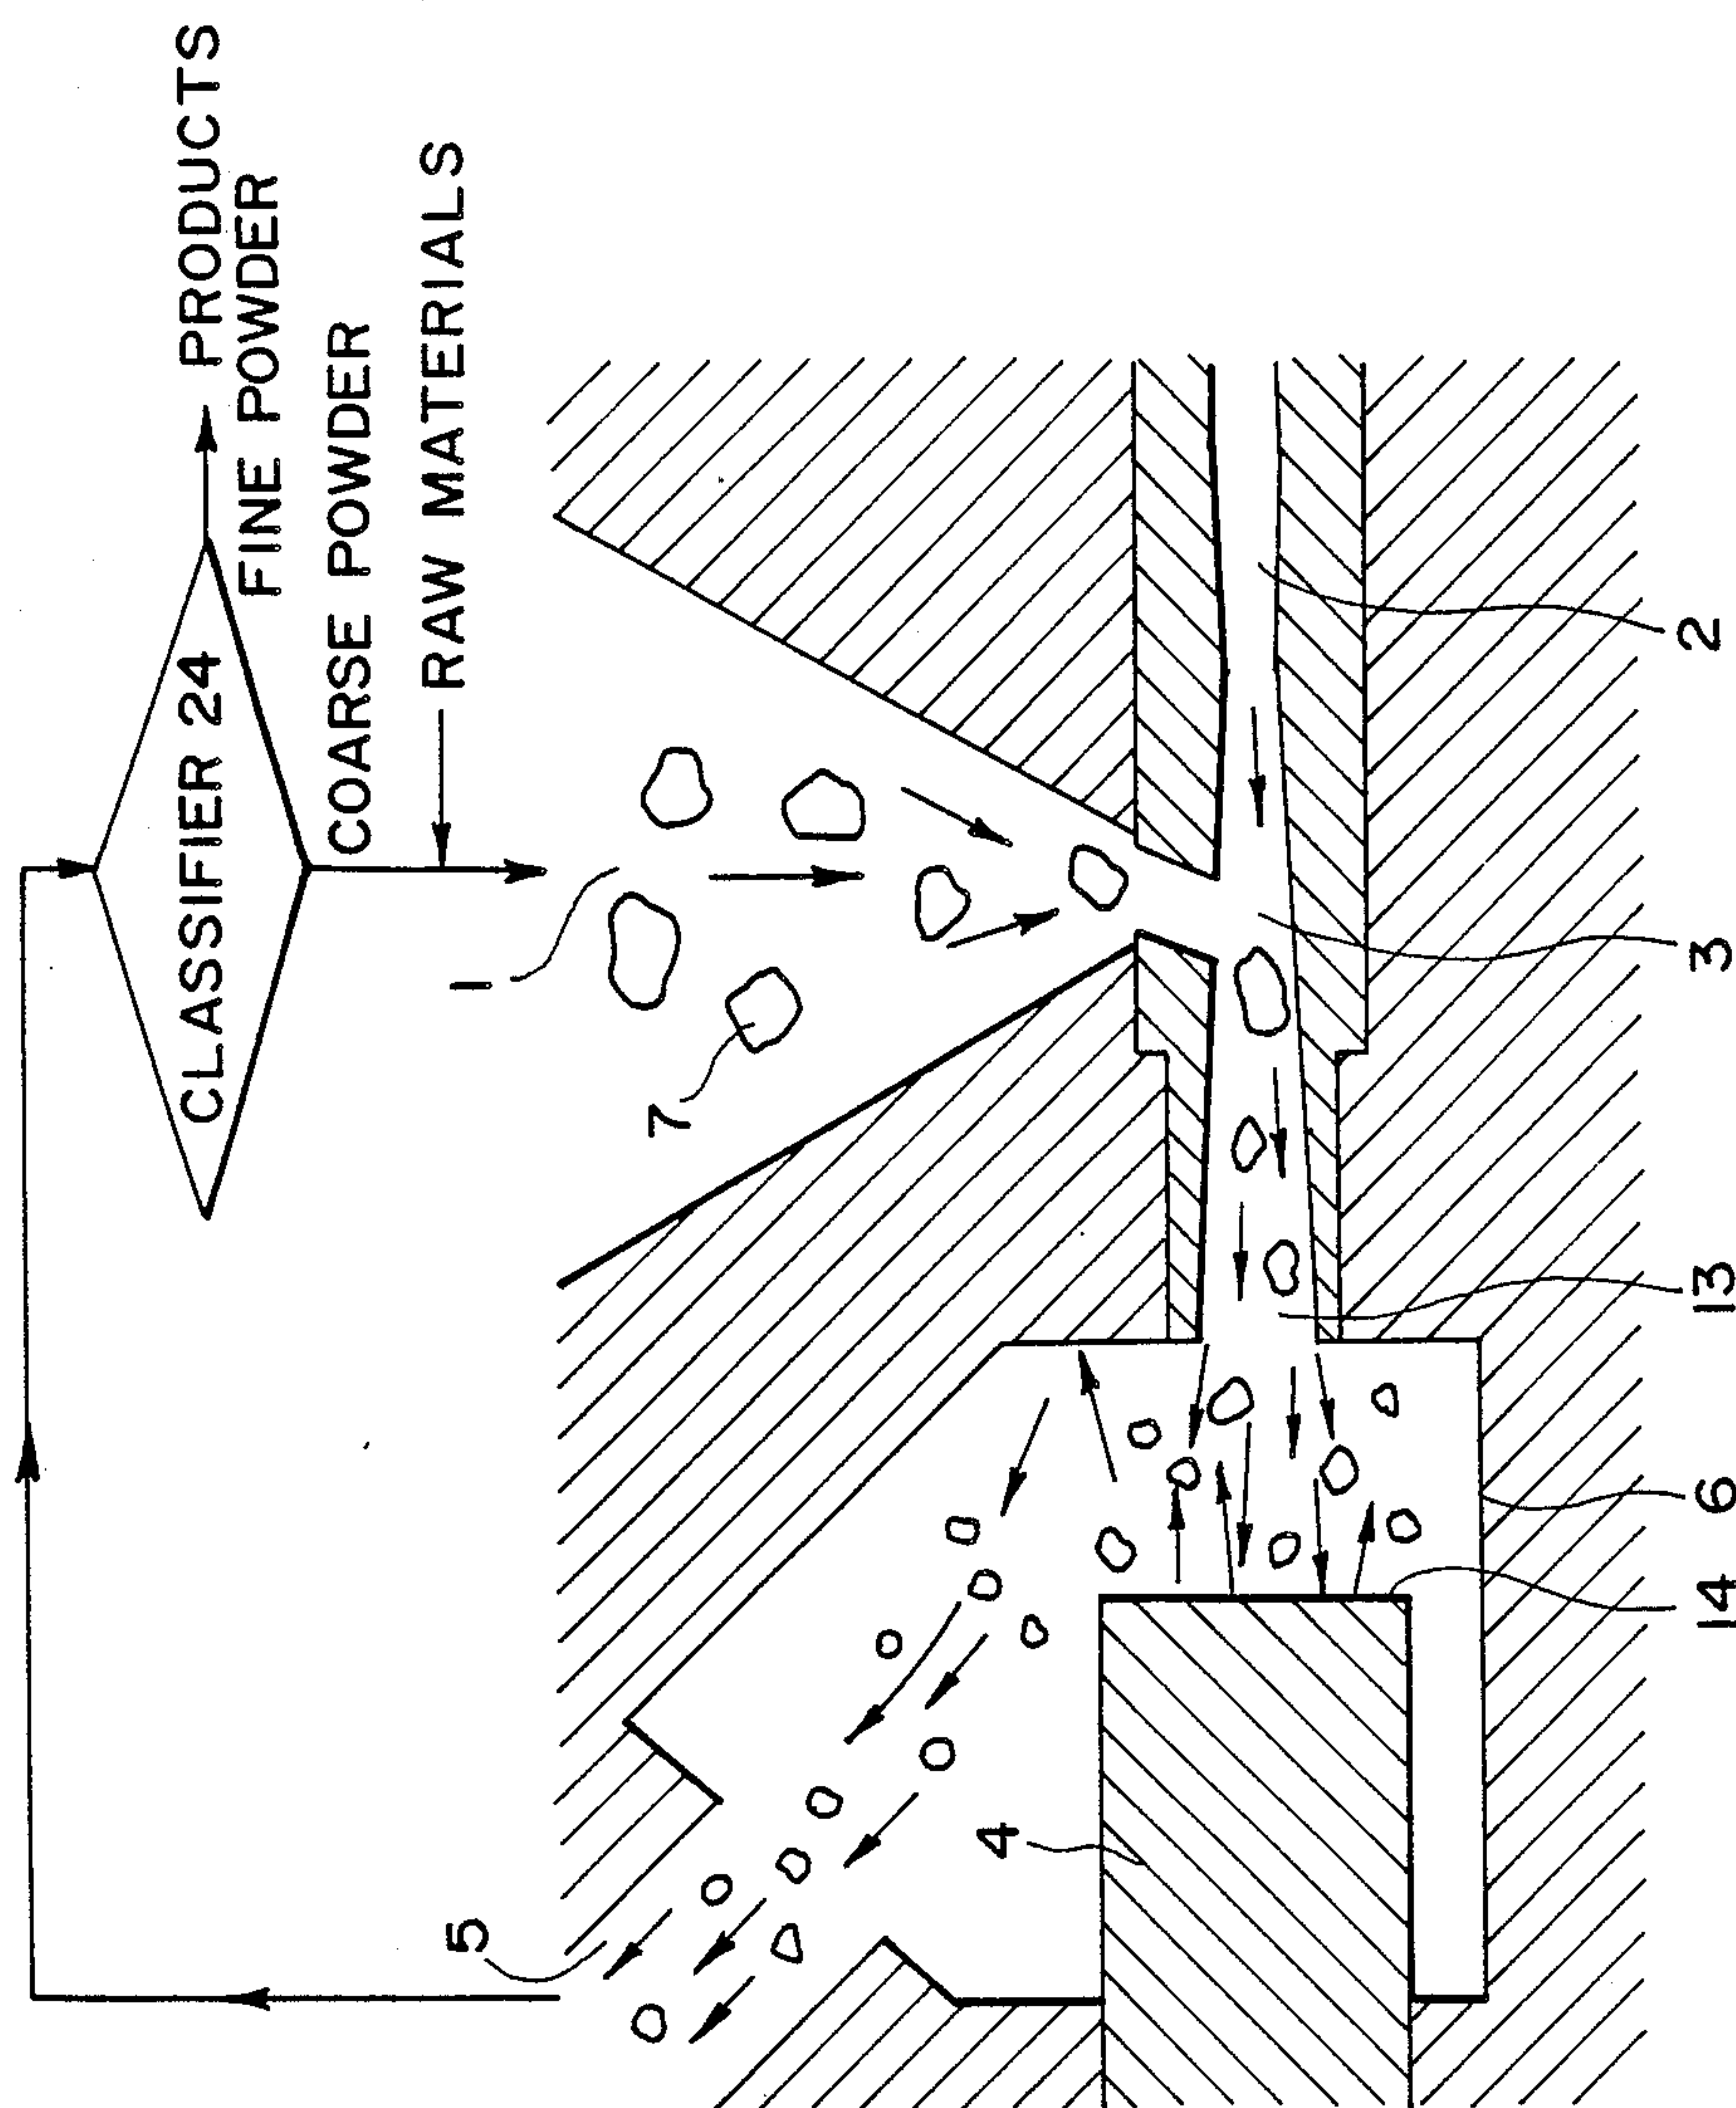 PRODUCTS
FINE POWDER
CLASSIFIER 24
COARSE POWDER
RAW MATERIALS
1
7
5
4
2
3
13
6
14